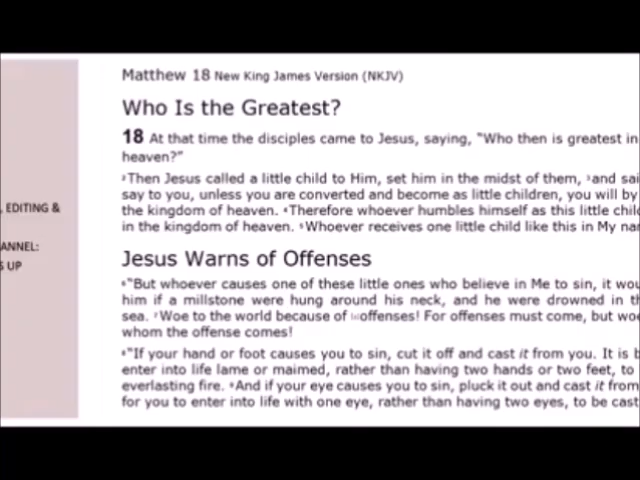 , EDITING &
ANNEL:
S UP
Matthew 18 New King James Version (NKJV)
Who Is the Greatest?
18 At that time the disciples came to Jesus, saying, "Who then is greatest in
heaven?"
2Then Jesus called a little child to Him, set him in the midst of them, 3and sai
say to you, unless you are converted and become as little children, you will by
the kingdom of heaven. 4Therefore whoever humbles himself as this little chil
in the kingdom of heaven. 5Whoever receives one little child like this in My na
Jesus Warns of Offenses
6"But whoever causes one of these little ones who believe in Me to sin, it wou
him if a millstone were hung around his neck, and he were drowned in th
sea. 7Woe to the world because of offenses! For offenses must come, but woe
whom the offense comes!
8"If your hand or foot causes you to sin, cut it off and cast it from you. It is b
enter into life lame or maimed, rather than having two hands or two feet, to
everlasting fire. 9And if your eye causes you to sin, pluck it out and cast it from
for you to enter into life with one eye, rather than having two eyes, to be cast